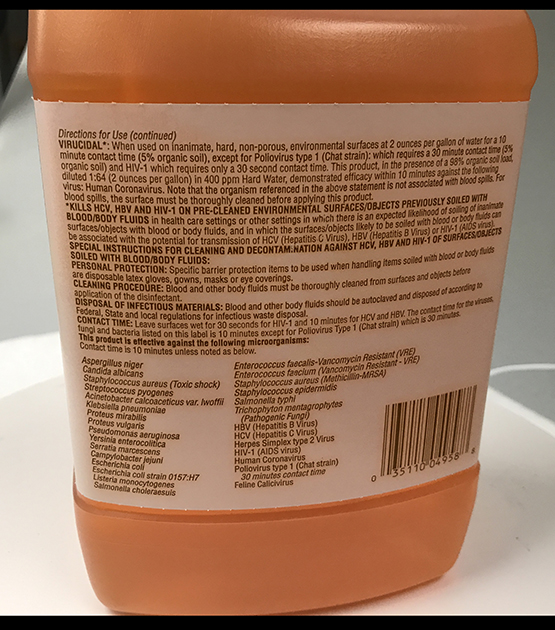 Directions for Use (continued)
VIRUCIDAL*: When used on inanimate, hard, non-porous, environmental surfaces at 2 ounces per gallon of water for a 10
minute contact time (5% organic soil), except for Poliovirus type 1 (Chat strain): which requires a 30 minute contact time (5%
organic soil) and HIV-1 which requires only a 30 second contact time. This product, in the presence of a 98% organic soil load,
diluted 1:54 (2 ounces per gallon) in 400 ppm Hard Water, demonstrated efficacy within 10 minutes against the following
virus: Human Coronavirus. Note that the organism referenced in the above statement is not associated with blood spills. For
blood spills, the surface must be thoroughly cleaned before applying this product.
*KILLS HCV, HBV AND HIV-1 ON PRE-CLEANED ENVIRONMENTAL SURFACES/OBJECTS PREVIOUSLY SOILED WITH
BLOOD/BODY FLUIDS in health care settings or other settings in which there is an expected likelihood of soiling of inanimate
surfaces/objects with blood or body fluids, and in which the surfaces/objects likely to be soiled with blood or body fluids can
be associated with the potential for transmission of HCV (Hepatitis C Virus), HBV (Hepatitis B Virus) or HIV-1 (AIDS virus).
SPECIAL INSTRUCTIONS FOR CLEANING AND DECONTAMINATION AGAINST HCV, HBV AND HIV-1 OF SURFACES/OBJECTS
SOILED WITH BLOOD/BODY FLUIDS:
PERSONAL PROTECTION: Specific barrier protection items to be used when handling items soiled with blood or body fluids
are disposable latex gloves, gowns, masks or eye coverings.
CLEANING PROCEDURE: Blood and other body fluids must be thoroughly cleaned from surfaces and objects before
application of the disinfectant.
DISPOSAL OF INFECTIOUS MATERIALS: Blood and other body fluids should be autoclaved and disposed of according to
Federal, State and local regulations for infectious waste disposal.
CONTACT TIME: Leave surfaces wet for 30 seconds for HIV-1 and 10 minutes for HCV and HBV. The contact time for the viruses,
fungi and bacteria listed on this label is 10 minutes except for Poliovirus Type 1 (Chat strain) which is 30 minutes.
This product is effective against the following microorganisms:
Contact time is 10 minutes unless noted as below.
Aspergillus niger
Candida albicans
Staphylococcus aureus (Toxic shock)
Streptococcus pyogenes
Acinetobacter calcoaceticus var. lwoffii
Klebsiella pneumoniae
Proteus mirabilis
Proteus vulgaris
Pseudomonas aeruginosa
Yersinia enterocolitica
Serratia marcescens
Campylobacter jejuni
Escherichia coli
Escherichia coli strain 0157:H7
Listeria monocytogenes
Salmonella choleraesuis
Enterococcus faecalis-Vancomycin Resistant (VRE)
Enterococcus faecium (Vancomycin Resistant - VRE)
Staphylococcus aureus (Methicillin-MRSA)
Staphylococcus epidermidis
Salmonella typhi
Trichophyton mentagrophytes
(Pathogenic Fungi)
HBV (Hepatitis B Virus)
HCV (Hepatitis C Virus)
Herpes Simplex type 2 Virus
HIV-1 (AIDS virus)
Human Coronavirus
Poliovirus type 1 (Chat strain)
30 minutes contact time
Feline Calicivirus
0 35110 04958 8